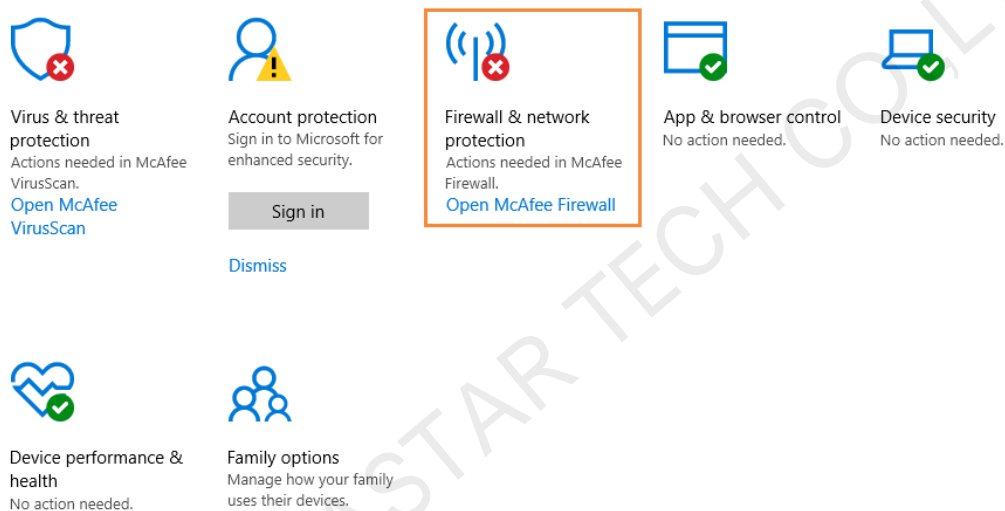 Virus & threat
protection
Actions needed in McAfee
VirusScan.
Open McAfee
VirusScan
Account protection
Sign in to Microsoft for
enhanced security.
Sign in
Dismiss
Firewall & network
protection
Actions needed in McAfee
Firewall.
Open McAfee Firewall
App & browser control
No action needed.
Device security
No action needed.
Device performance &
health
No action needed.
Family options
Manage how your family
uses their devices.
STAR TECH